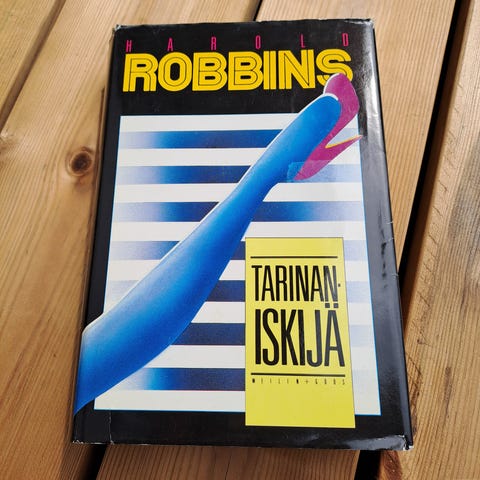 HAROLD
ROBBINS
TARINAN-
ISKIJÄ
WEILIN+GÖÖS